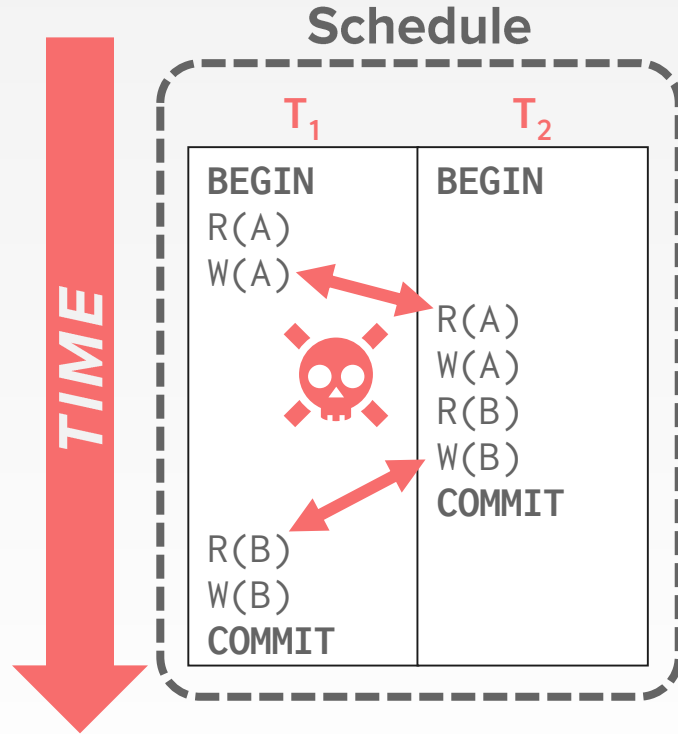 Schedule
TIME
T₁ T₂
BEGIN BEGIN
R(A)
W(A)
R(A)
W(A)
R(B)
W(B)
COMMIT
R(B)
W(B)
COMMIT